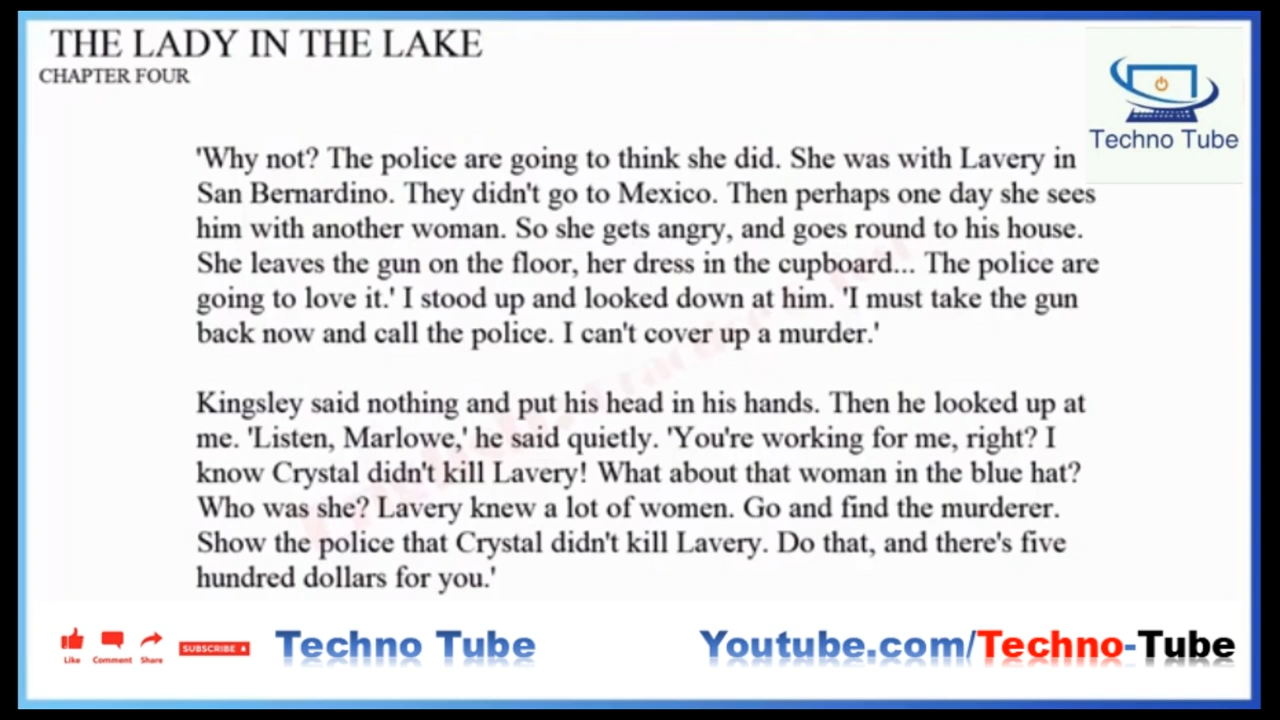 THE LADY IN THE LAKE
CHAPTER FOUR
Techno Tube
'Why not? The police are going to think she did. She was with Lavery in
San Bernardino. They didn't go to Mexico. Then perhaps one day she sees
him with another woman. So she gets angry, and goes round to his house.
She leaves the gun on the floor, her dress in the cupboard... The police are
going to love it.' I stood up and looked down at him. 'I must take the gun
back now and call the police. I can't cover up a murder.'
Kingsley said nothing and put his head in his hands. Then he looked up at
me. 'Listen, Marlowe,' he said quietly. 'You're working for me, right? I
know Crystal didn't kill Lavery! What about that woman in the blue hat?
Who was she? Lavery knew a lot of women. Go and find the murderer.
Show the police that Crystal didn't kill Lavery. Do that, and there's five
hundred dollars for you.'
Like Comment Share SUBSCRIBE Techno Tube Youtube.com/Techno-Tube